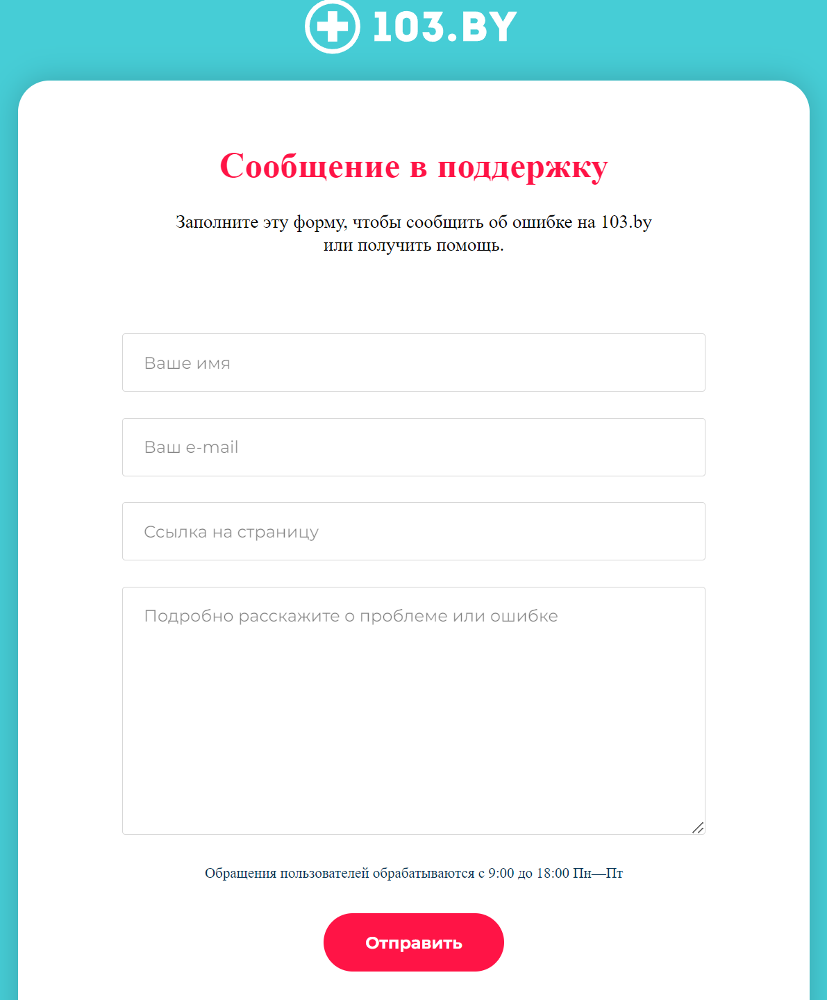 103.BY
Сообщение в поддержку
Заполните эту форму, чтобы сообщить об ошибке на 103.by
или получить помощь.
Ваше имя
Ваш e-mail
Ссылка на страницу
Подробно расскажите о проблеме или ошибке
Обращения пользователей обрабатываются с 9:00 до 18:00 Пн—Пт
Отправить